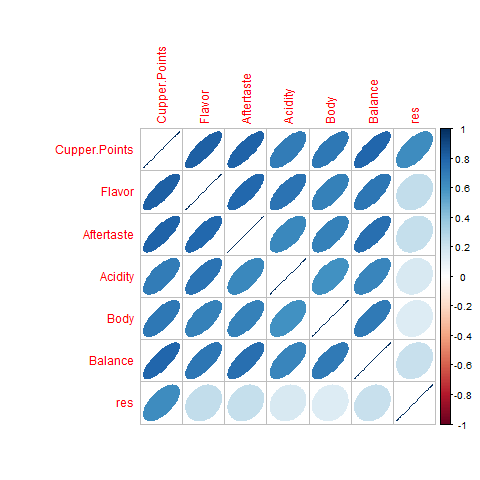 Cupper.Points
Flavor
Aftertaste
Acidity
Body
Balance
res
Cupper.Points
Flavor
Aftertaste
Acidity
Body
Balance
res
1
0.8
0.6
0.4
0.2
0
-0.2
-0.4
-0.6
-0.8
-1